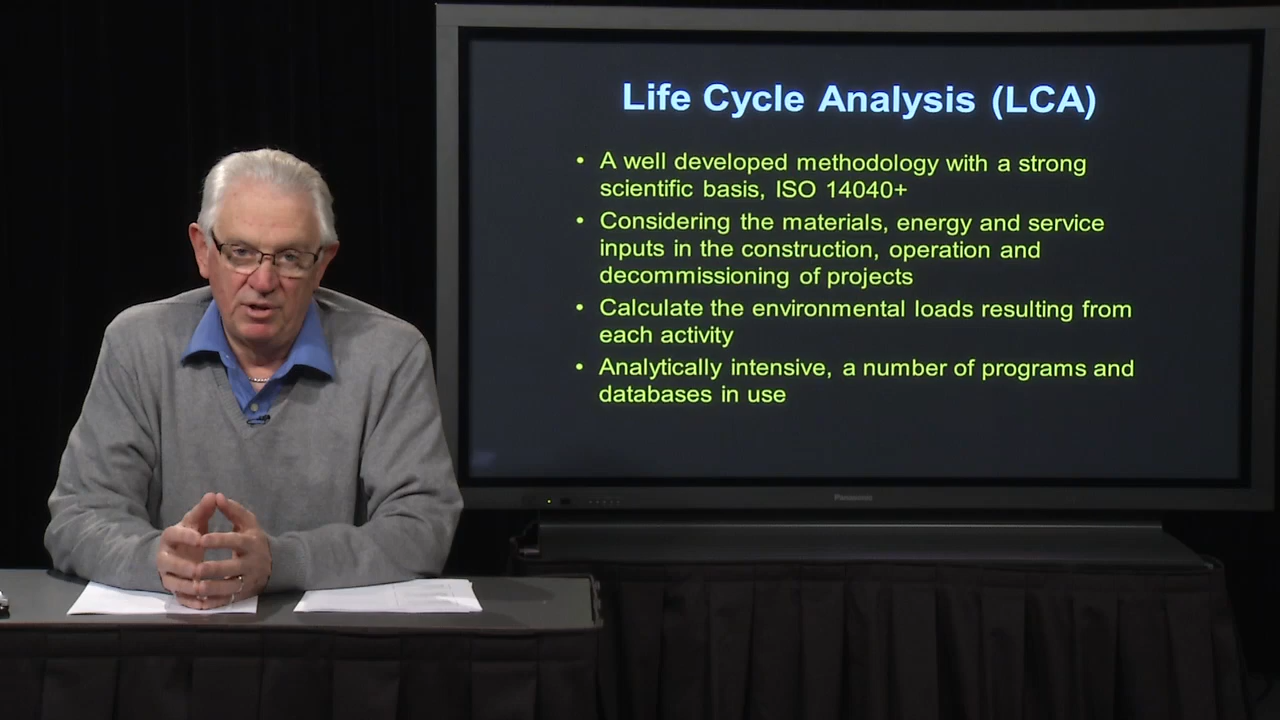 Life Cycle Analysis (LCA)
• A well developed methodology with a strong
scientific basis, ISO 14040+
• Considering the materials, energy and service
inputs in the construction, operation and
decommissioning of projects
• Calculate the environmental loads resulting from
each activity
• Analytically intensive, a number of programs and
databases in use
Panasonic